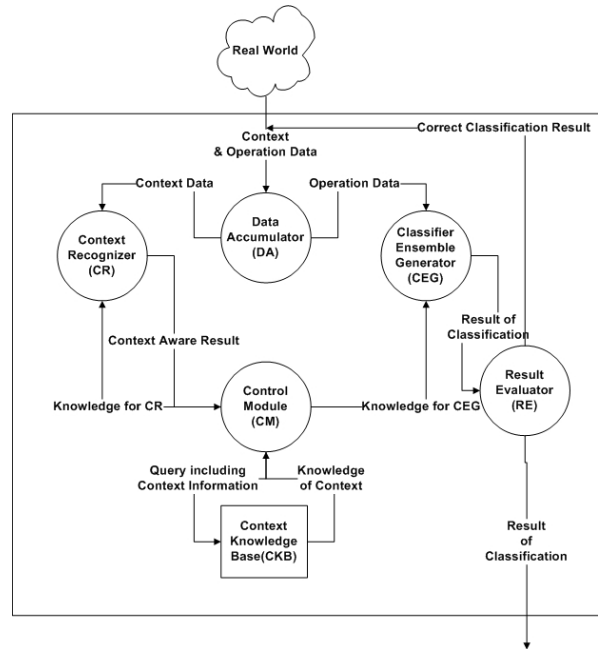 Real World
Correct Classification Result
Context
& Operation Data
Context Data
Operation Data
Data
Accumulator
(DA)
Context
Recognizer
(CR)
Classifier
Ensemble
Generator
(CEG)
Result of
Classification
Context Aware Result
Result
Evaluator
(RE)
Knowledge for CR
Control
Module
(CM)
Knowledge for CEG
Query including
Context Information
Knowledge
of Context
Context
Knowledge
Base(CKB)
Result
of
Classification